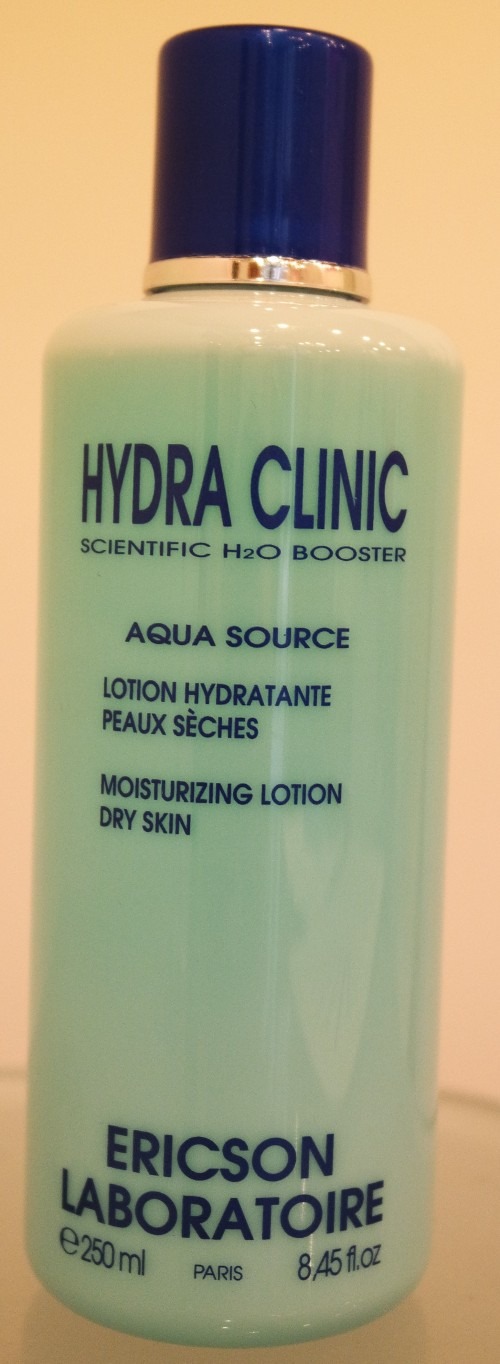 HYDRA CLINIC
SCIENTIFIC H₂O BOOSTER
AQUA SOURCE
LOTION HYDRATANTE
PEAUX SÈCHES
MOISTURIZING LOTION
DRY SKIN
ERICSON
LABORATOIRE
℮250 ml PARIS 8,45 fl.oz